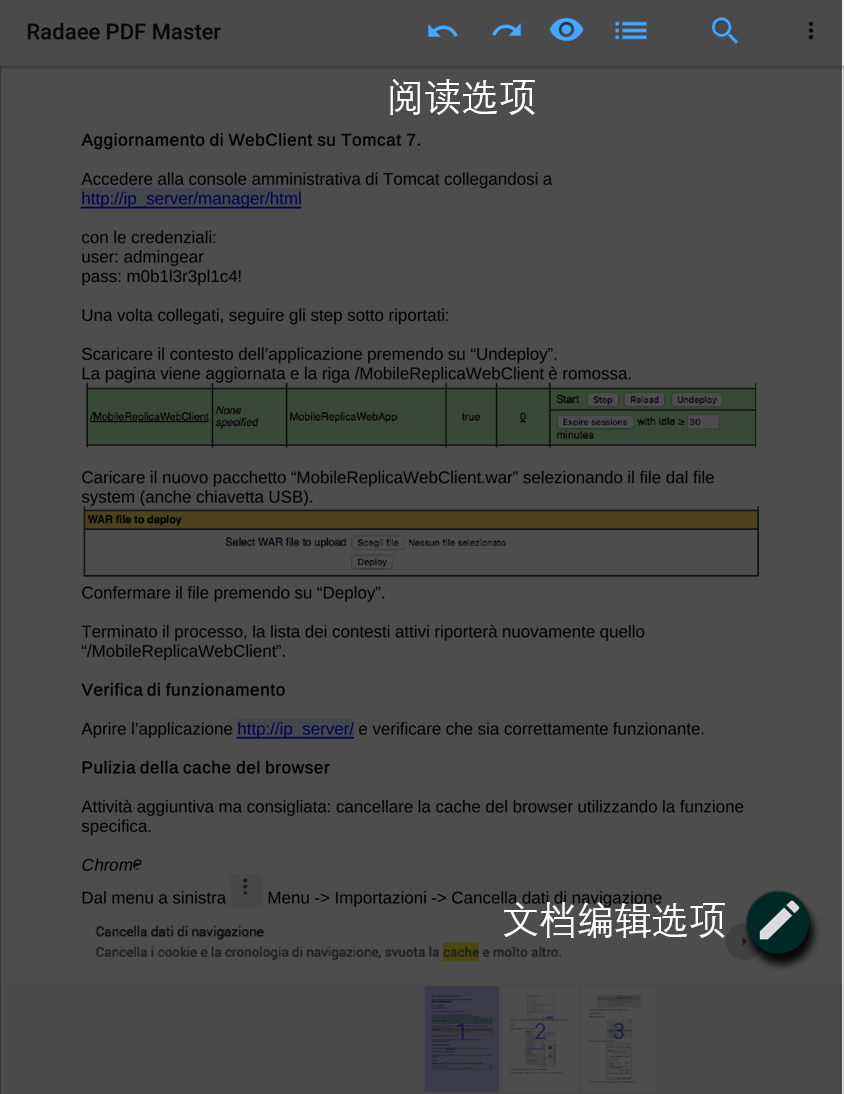 Radaee PDF Master
阅读选项
Aggiornamento di WebClient su Tomcat 7.
Accedere alla console amministrativa di Tomcat collegandosi a
http://ip_server/manager/html
con le credenziali:
user: admingear
pass: m0b1l3r3pl1c4!
Una volta collegati, seguire gli step sotto riportati:
Scaricare il contesto dell’applicazione premendo su “Undeploy”.
La pagina viene aggiornata e la riga /MobileReplicaWebClient è romossa.
/MobileReplicaWebClient None specified MobileReplicaWebApp true 0 Start Stop Reload Undeploy
Expire sessions with idle ≥ 30 minutes
Caricare il nuovo pacchetto “MobileReplicaWebClient.war” selezionando il file dal file
system (anche chiavetta USB).
WAR file to deploy
Select WAR file to upload Scegli file Nessun file selezionato
Deploy
Confermare il file premendo su “Deploy”.
Terminato il processo, la lista dei contesti attivi riporterà nuovamente quello
“/MobileReplicaWebClient”.
Verifica di funzionamento
Aprire l’applicazione http://ip_server/ e verificare che sia correttamente funzionante.
Pulizia della cache del browser
Attività aggiuntiva ma consigliata: cancellare la cache del browser utilizzando la funzione
specifica.
Chrome
Dal menu a sinistra Menu -> Importazioni -> Cancella dati di navigazione
文档编辑选项
Cancella dati di navigazione
Cancella i cookie e la cronologia di navigazione, svuota la cache e molto altro.
1 2 3